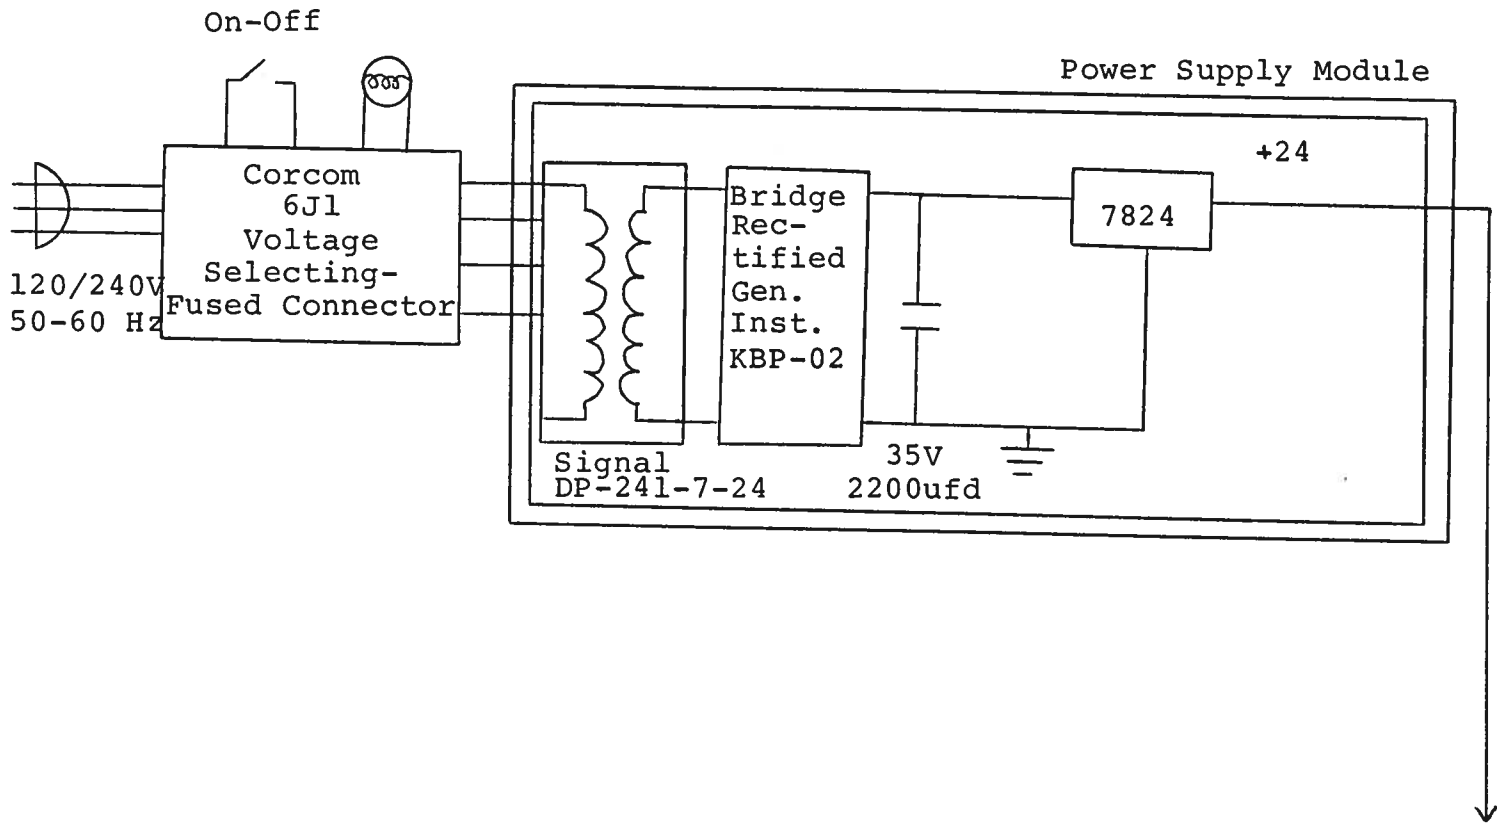 On-Off
Power Supply Module
+24
Corcom
6J1
Voltage
Selecting-
Fused Connector
120/240V
50-60 Hz
Bridge
Rec-
tified
Gen.
Inst.
KBP-02
7824
Signal
DP-241-7-24
35V
2200ufd